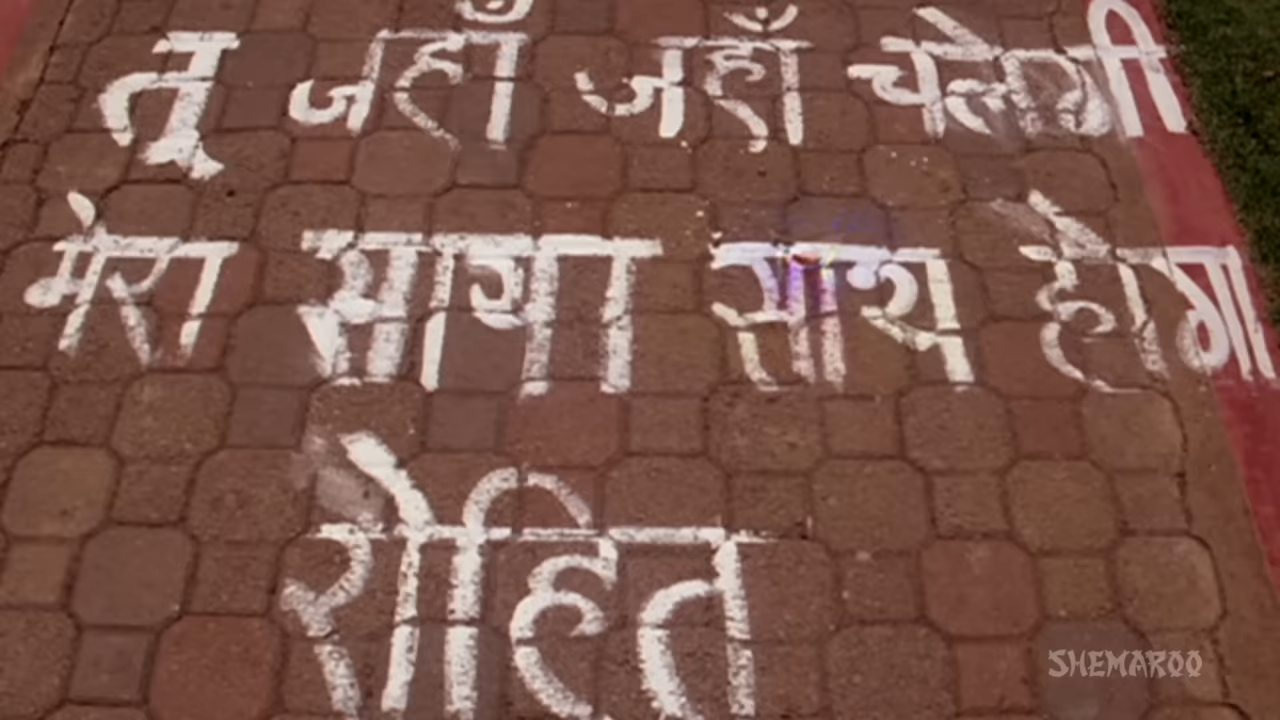 तू जहाँ जहाँ चलेगी
मेरा साया साथ होगा
रोहित
SHEMAROO